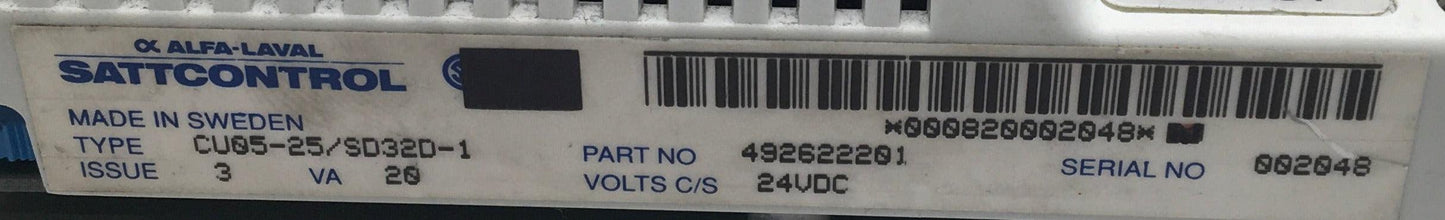 α ALFA-LAVAL
SATTCONTROL
*000820002048*
MADE IN SWEDEN
TYPE CU05-25/SD32D-1
PART NO 492622201
SERIAL NO 002048
ISSUE 3 VA 20
VOLTS C/S 24VDC